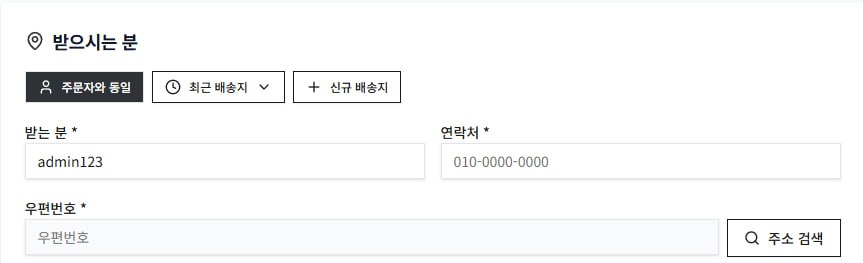 받으시는 분
주문자와 동일 최근 배송지 신규 배송지
받는 분 * 연락처 *
admin123 010-0000-0000
우편번호 *
우편번호 주소 검색